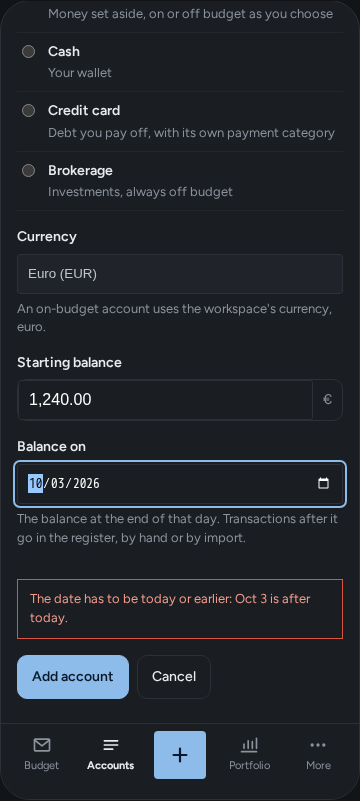 Money set aside, on or off budget as you choose
Cash
Your wallet
Credit card
Debt you pay off, with its own payment category
Brokerage
Investments, always off budget
Currency
Euro (EUR)
An on-budget account uses the workspace's currency,
euro.
Starting balance
1,240.00 €
Balance on
10/03/2026
The balance at the end of that day. Transactions after it
go in the register, by hand or by import.
The date has to be today or earlier: Oct 3 is after
today.
Add account Cancel
Budget Accounts + Portfolio More